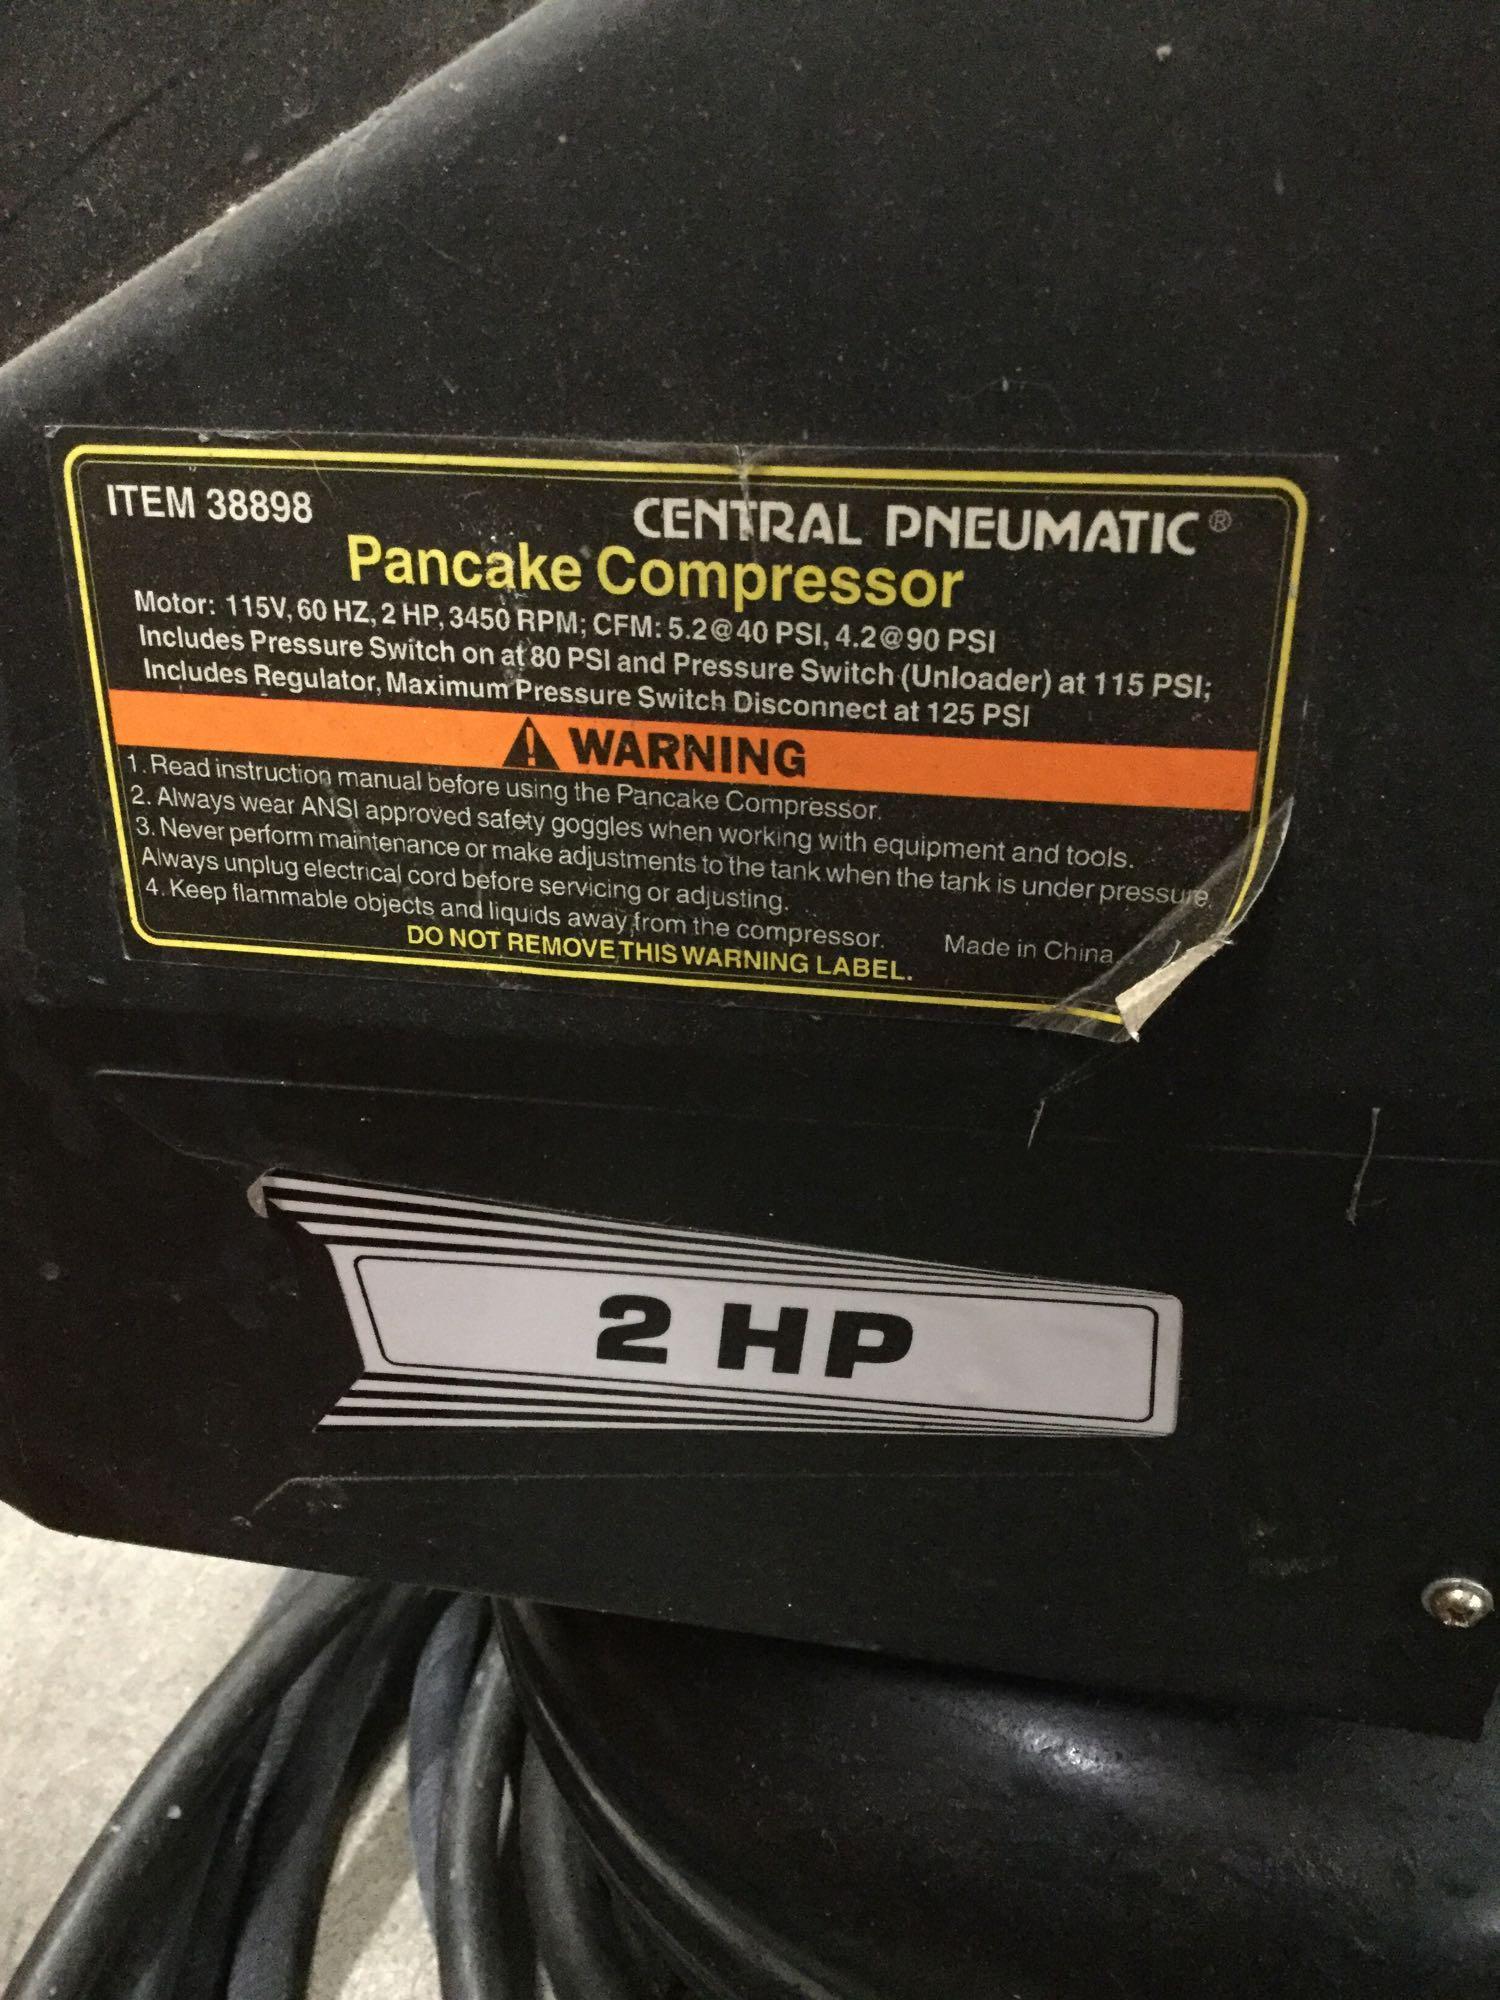 ITEM 38898
CENTRAL PNEUMATIC®
Pancake Compressor
Motor: 115V, 60 HZ, 2 HP, 3450 RPM; CFM: 5.2@40 PSI, 4.2@90 PSI
Includes Pressure Switch on at 80 PSI and Pressure Switch (Unloader) at 115 PSI;
Includes Regulator, Maximum Pressure Switch Disconnect at 125 PSI
WARNING
1. Read instruction manual before using the Pancake Compressor.
2. Always wear ANSI approved safety goggles when working with equipment and tools.
3. Never perform maintenance or make adjustments to the tank when the tank is under pressure.
Always unplug electrical cord before servicing or adjusting.
4. Keep flammable objects and liquids away from the compressor.
Made in China
DO NOT REMOVE THIS WARNING LABEL.
2 HP